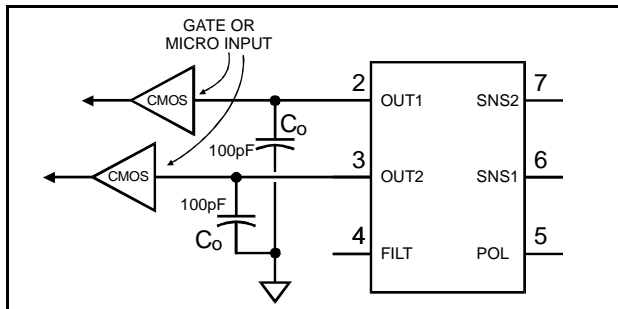 GATE OR
MICRO INPUT
CMOS
2
OUT1
SNS2
7
Co
100pF
CMOS
3
OUT2
SNS1
6
100pF
Co
4
FILT
POL
5